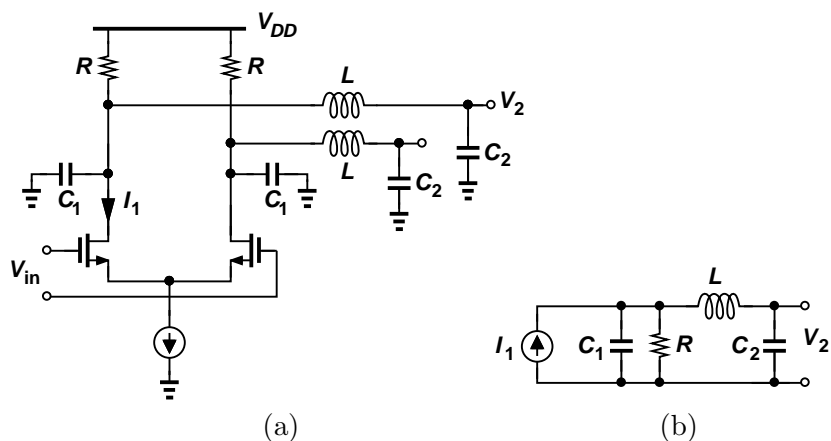 V_DD
R R
L
V_2
L
C_2
C_2
C_1 I_1 C_1
V_in
L
I_1 C_1 R C_2 V_2
(a) (b)